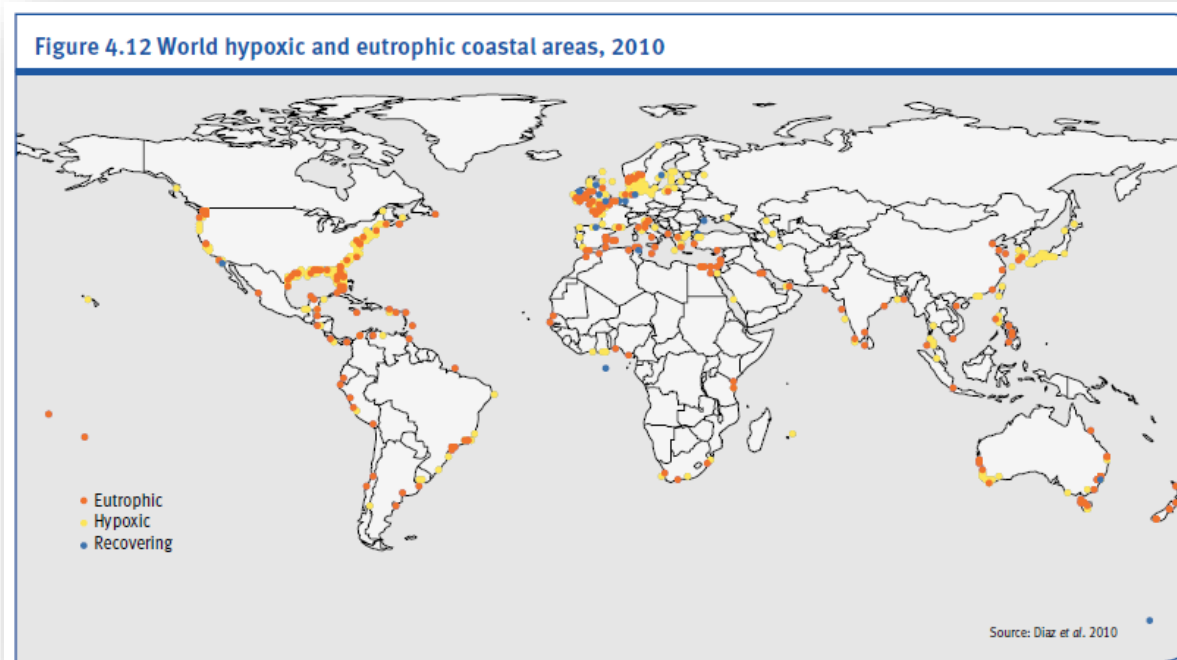 Figure 4.12 World hypoxic and eutrophic coastal areas, 2010
Eutrophic
Hypoxic
Recovering
Source: Diaz et al. 2010